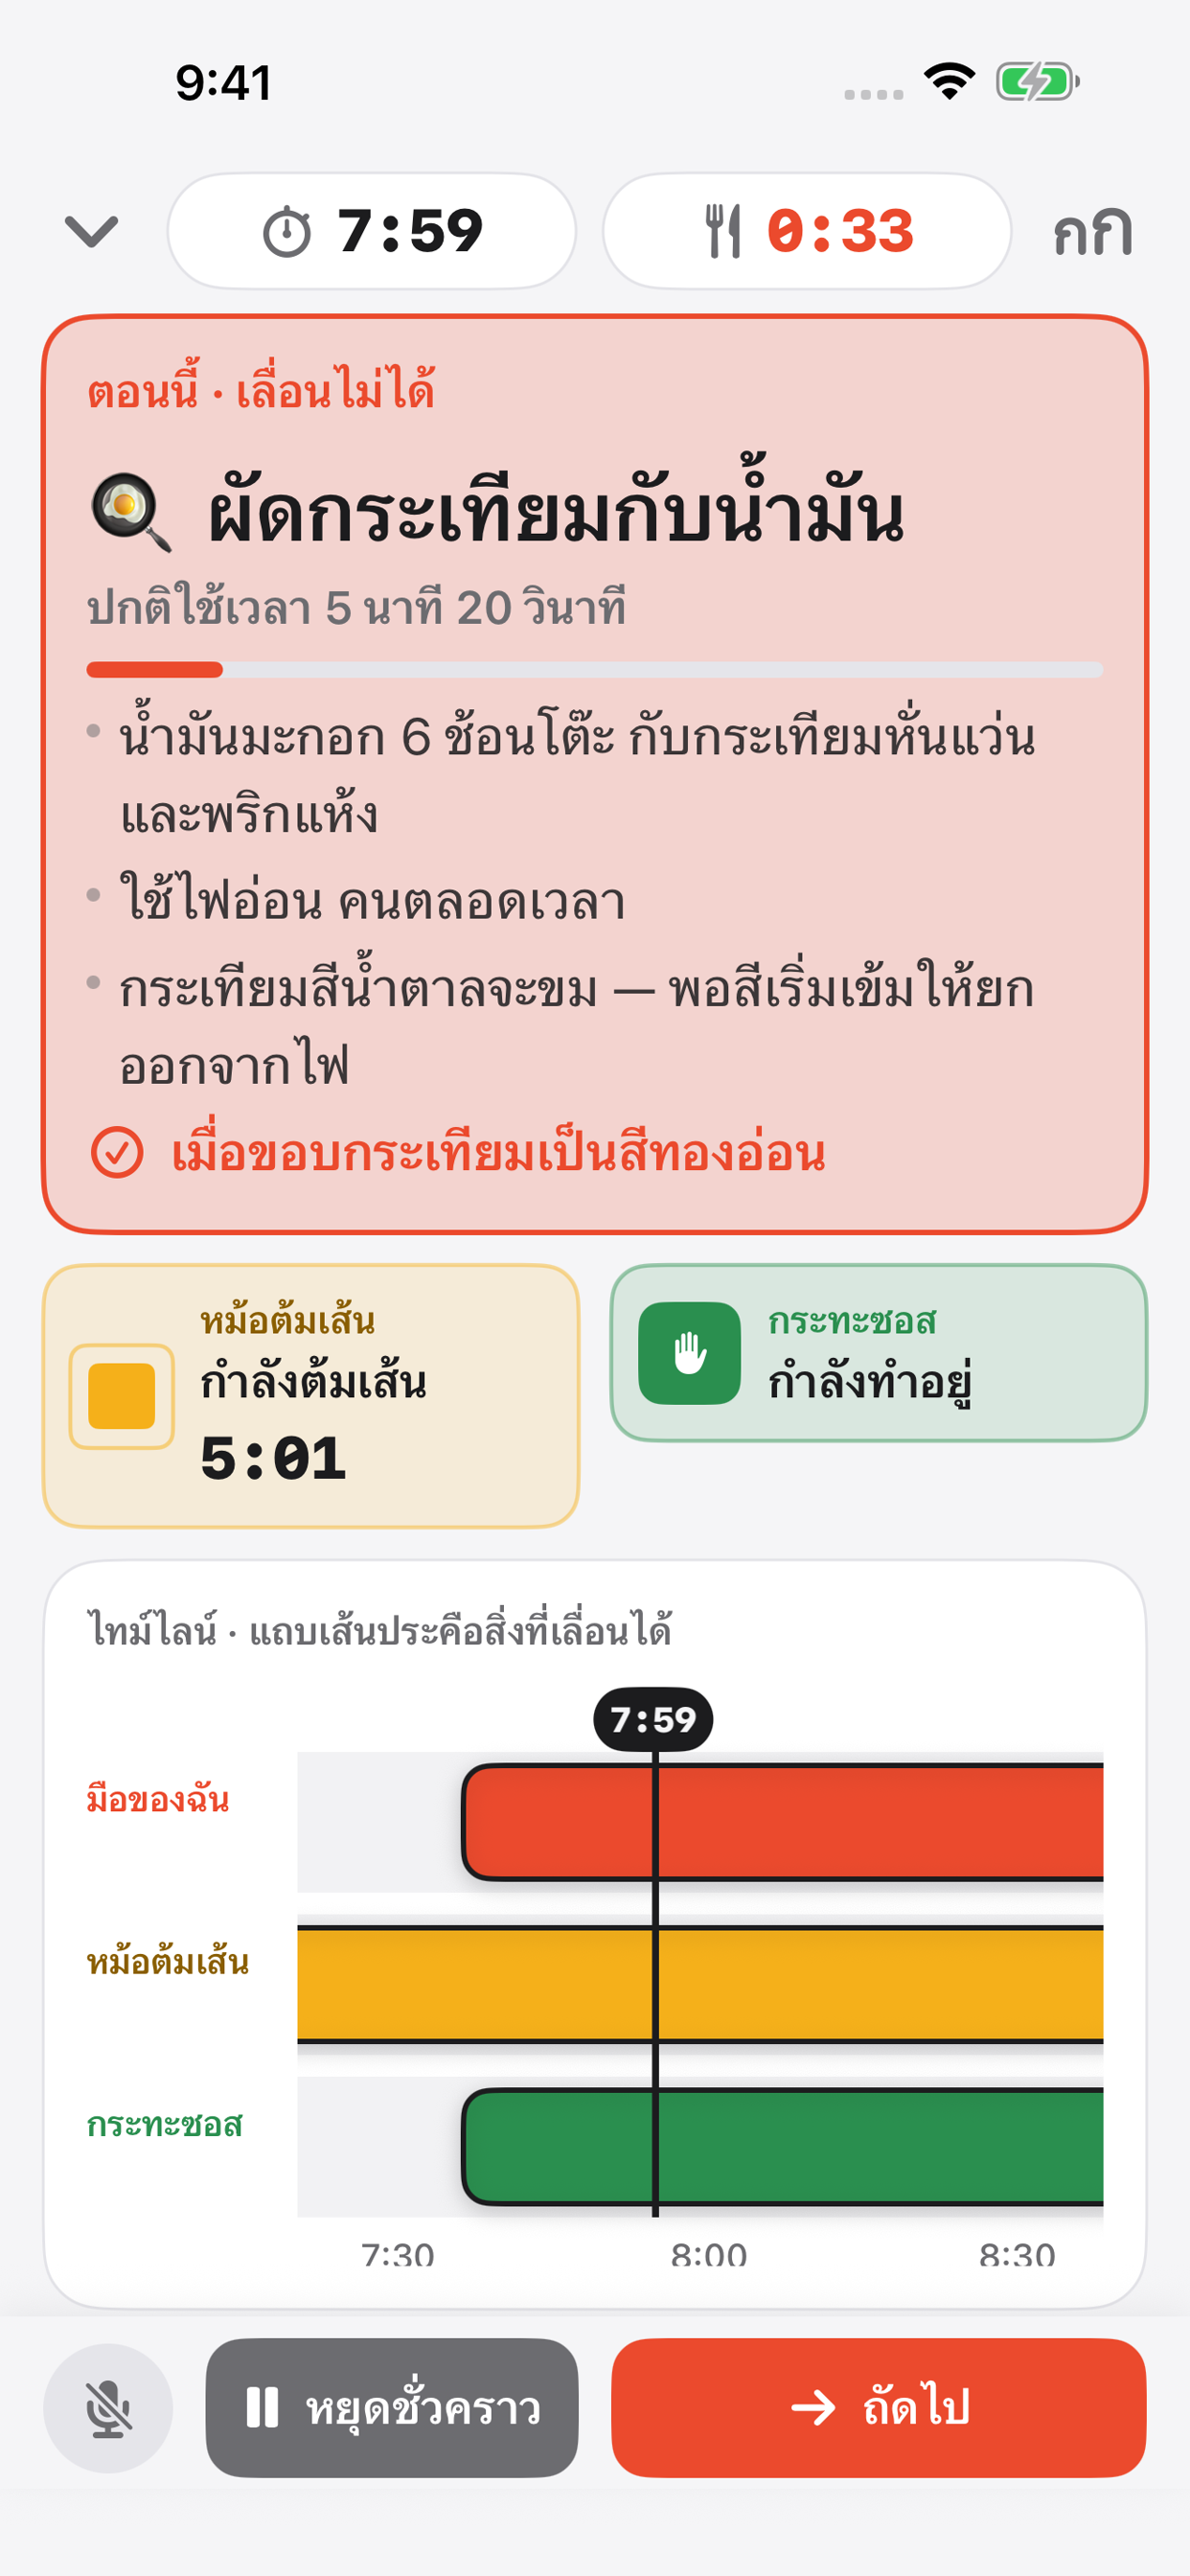 9:41
7:59
0:33
กก
ตอนนี้ · เลื่อนไม่ได้
ผัดกระเทียมกับน้ำมัน
ปกติใช้เวลา 5 นาที 20 วินาที
น้ำมันมะกอก 6 ช้อนโต๊ะ กับกระเทียมหั่นแว่น
และพริกแห้ง
ใช้ไฟอ่อน คนตลอดเวลา
กระเทียมสีน้ำตาลจะขม — พอสีเริ่มเข้มให้ยก
ออกจากไฟ
เมื่อขอบกระเทียมเป็นสีทองอ่อน
หม้อต้มเส้น
กำลังต้มเส้น
5:01
กระทะซอส
กำลังทำอยู่
ไทม์ไลน์ · แถบเส้นประคือสิ่งที่เลื่อนได้
7:59
มือของฉัน
หม้อต้มเส้น
กระทะซอส
7:30
8:00
8:30
หยุดชั่วคราว
ถัดไป